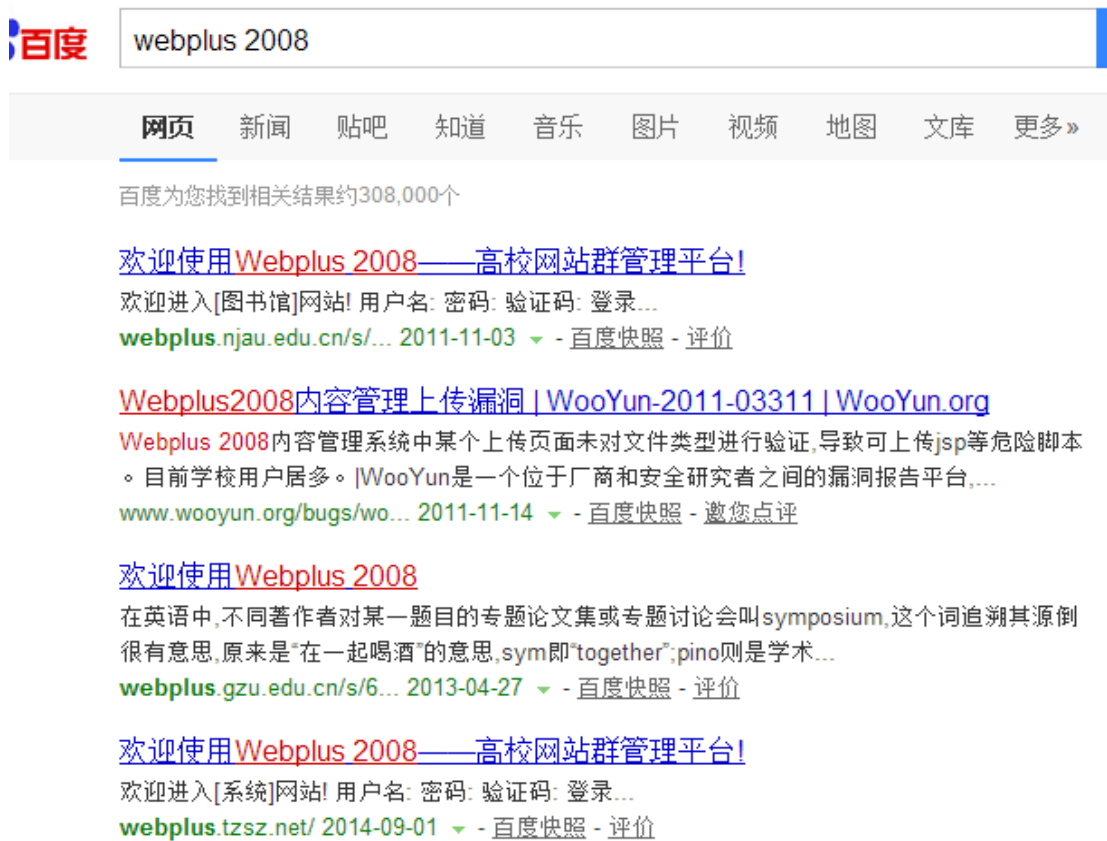 百度
webplus 2008
网页 新闻 贴吧 知道 音乐 图片 视频 地图 文库 更多»
百度为您找到相关结果约308,000个
欢迎使用Webplus 2008——高校网站群管理平台!
欢迎进入[图书馆]网站! 用户名: 密码: 验证码: 登录...
webplus.njau.edu.cn/s/... 2011-11-03 - 百度快照 - 评价
Webplus2008内容管理上传漏洞 | WooYun-2011-03311 | WooYun.org
Webplus 2008内容管理系统中某个上传页面未对文件类型进行验证,导致可上传jsp等危险脚本
。目前学校用户居多。|WooYun是一个位于厂商和安全研究者之间的漏洞报告平台,...
www.wooyun.org/bugs/wo... 2011-11-14 - 百度快照 - 邀您点评
欢迎使用Webplus 2008
在英语中,不同著作者对某一题目的专题论文集或专题讨论会叫symposium,这个词追溯其源倒
很有意思,原来是“在一起喝酒”的意思,sym即“together”;pino则是学术...
webplus.gzu.edu.cn/s/6... 2013-04-27 - 百度快照 - 评价
欢迎使用Webplus 2008——高校网站群管理平台!
欢迎进入[系统]网站! 用户名: 密码: 验证码: 登录...
webplus.tzsz.net/ 2014-09-01 - 百度快照 - 评价